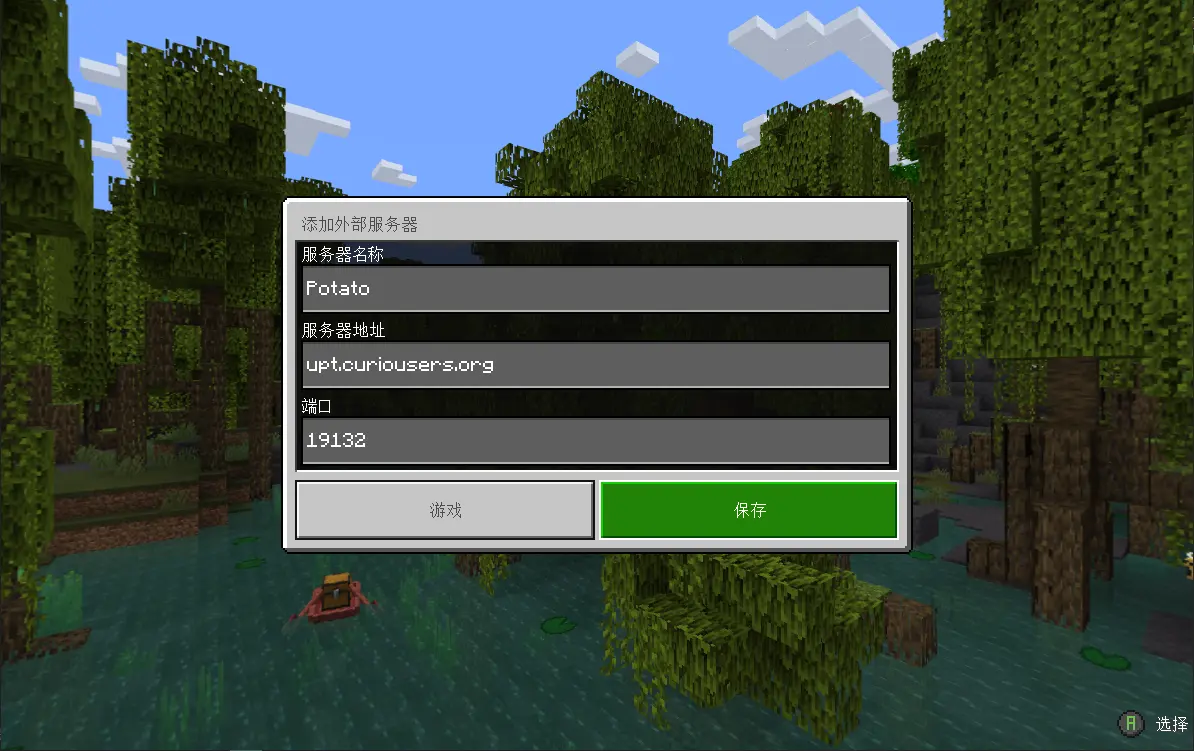 添加外部服务器
服务器名称
Potato
服务器地址
upt.curiousers.org
端口
19132
游戏
保存
A 选择